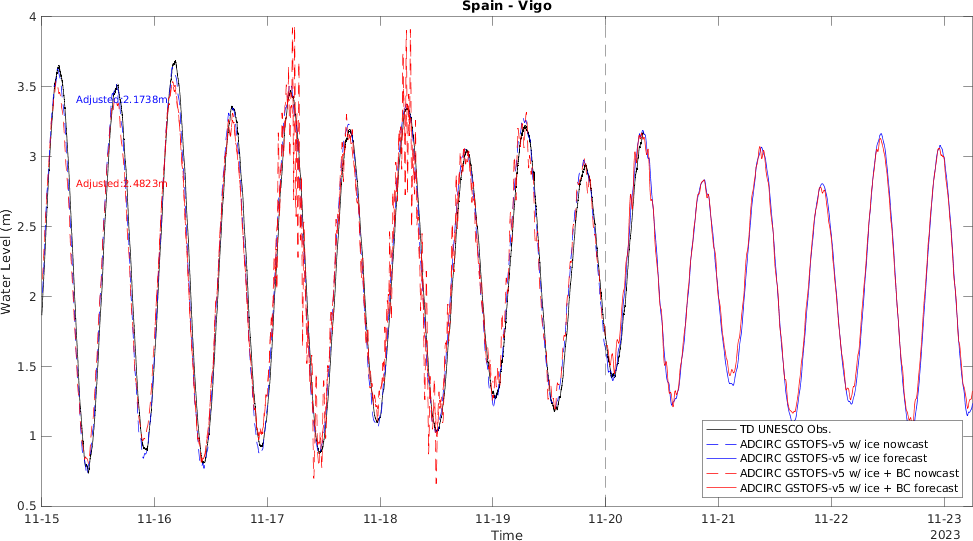 Spain - Vigo
4
3.5
3
2.5
2
1.5
1
0.5
Water Level (m)
Adjusted:2.1738m
Adjusted:2.4823m
TD UNESCO Obs.
ADCIRC GSTOFS-v5 w/ ice nowcast
ADCIRC GSTOFS-v5 w/ ice forecast
ADCIRC GSTOFS-v5 w/ ice + BC nowcast
ADCIRC GSTOFS-v5 w/ ice + BC forecast
11-15 11-16 11-17 11-18 11-19 11-20 11-21 11-22 11-23
Time
2023